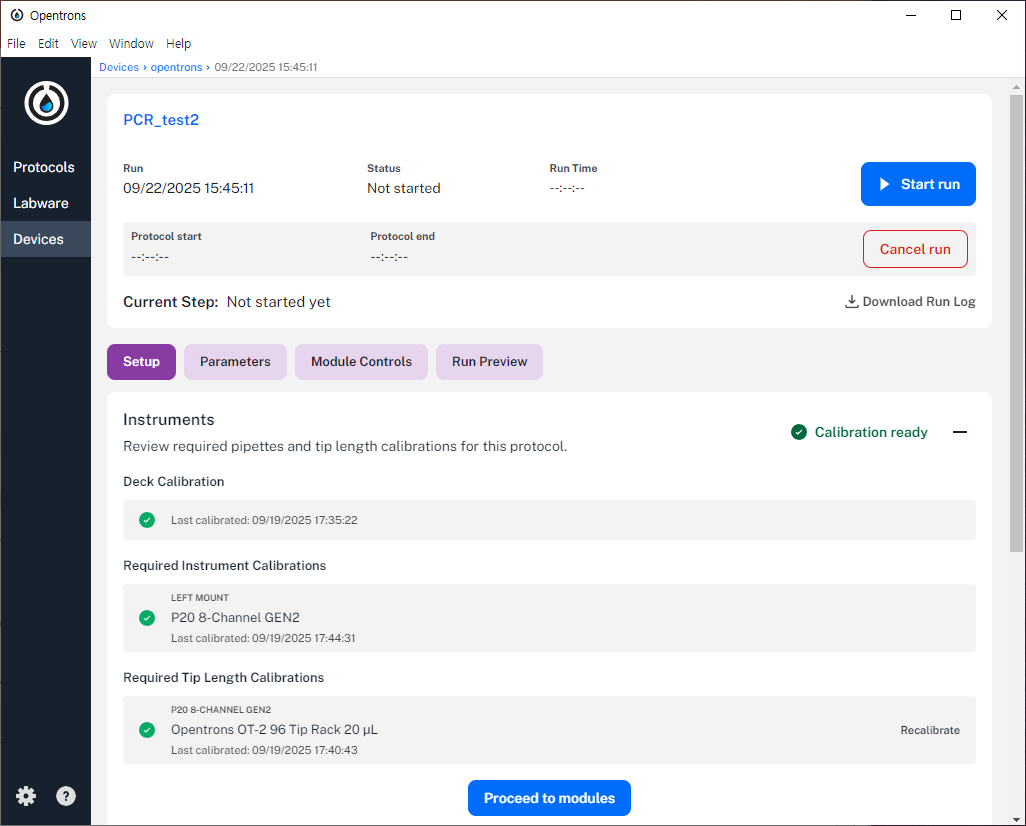 Opentrons
File Edit View Window Help
Devices › opentrons › 09/22/2025 15:45:11
PCR_test2
Run Status Run Time
09/22/2025 15:45:11 Not started --:--:--
Start run
Protocols
Labware
Devices
Protocol start Protocol end
--:--:-- --:--:--
Cancel run
Current Step: Not started yet
Download Run Log
Setup Parameters Module Controls Run Preview
Instruments
Review required pipettes and tip length calibrations for this protocol.
Calibration ready
Deck Calibration
Last calibrated: 09/19/2025 17:35:22
Required Instrument Calibrations
LEFT MOUNT
P20 8-Channel GEN2
Last calibrated: 09/19/2025 17:44:31
Required Tip Length Calibrations
P20 8-CHANNEL GEN2
Opentrons OT-2 96 Tip Rack 20 µL
Last calibrated: 09/19/2025 17:40:43
Recalibrate
Proceed to modules
?